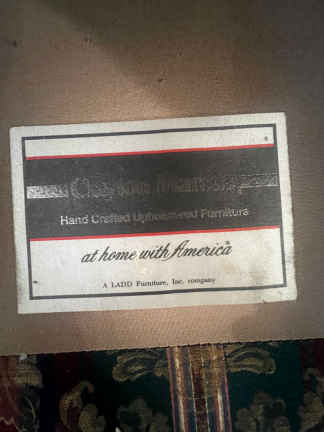 Hand Crafted Upholstered Furniture
at home with America
A LADD Furniture, Inc. company